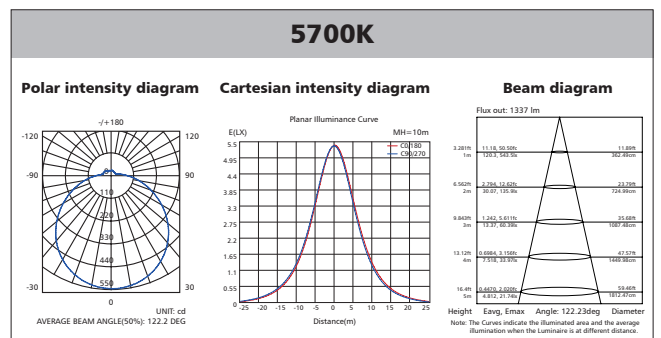 5700K
Polar intensity diagram
-/+180
-120
120
-90
90
-30
30
0
0
110
220
330
440
550
UNIT: cd
AVERAGE BEAM ANGLE(50%): 122.2 DEG
Cartesian intensity diagram
Planar Illuminance Curve
E(LX)
MH=10m
C0/180
C90/270
5.5
4.95
4.4
3.85
3.3
2.75
2.2
1.65
1.1
0.55
0
-25 -20 -15 -10 -5 0 5 10 15 20 25
Distance(m)
Beam diagram
Flux out: 1337 lm
3.281ft 11.18, 50.50fc 11.89ft
1m 120.3, 543.5lx 362.49cm
6.562ft 2.794, 12.62fc 23.79ft
2m 30.07, 135.9lx 724.99cm
9.843ft 1.242, 5.611fc 35.68ft
3m 13.37, 60.39lx 1087.48cm
13.12ft 0.6984, 3.156fc 47.57ft
4m 7.518, 33.97lx 1449.98cm
16.4ft 0.4470, 2.020fc 59.46ft
5m 4.812, 21.74lx 1812.47cm
Height Eavg, Emax Angle: 122.23deg Diameter
Note: The Curves indicate the illuminated area and the average
illumination when the Luminaire is at different distance.